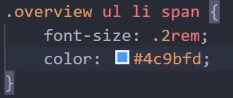 .overview ul li span {
font-size: .2rem;
color: #4c9bfd;
}